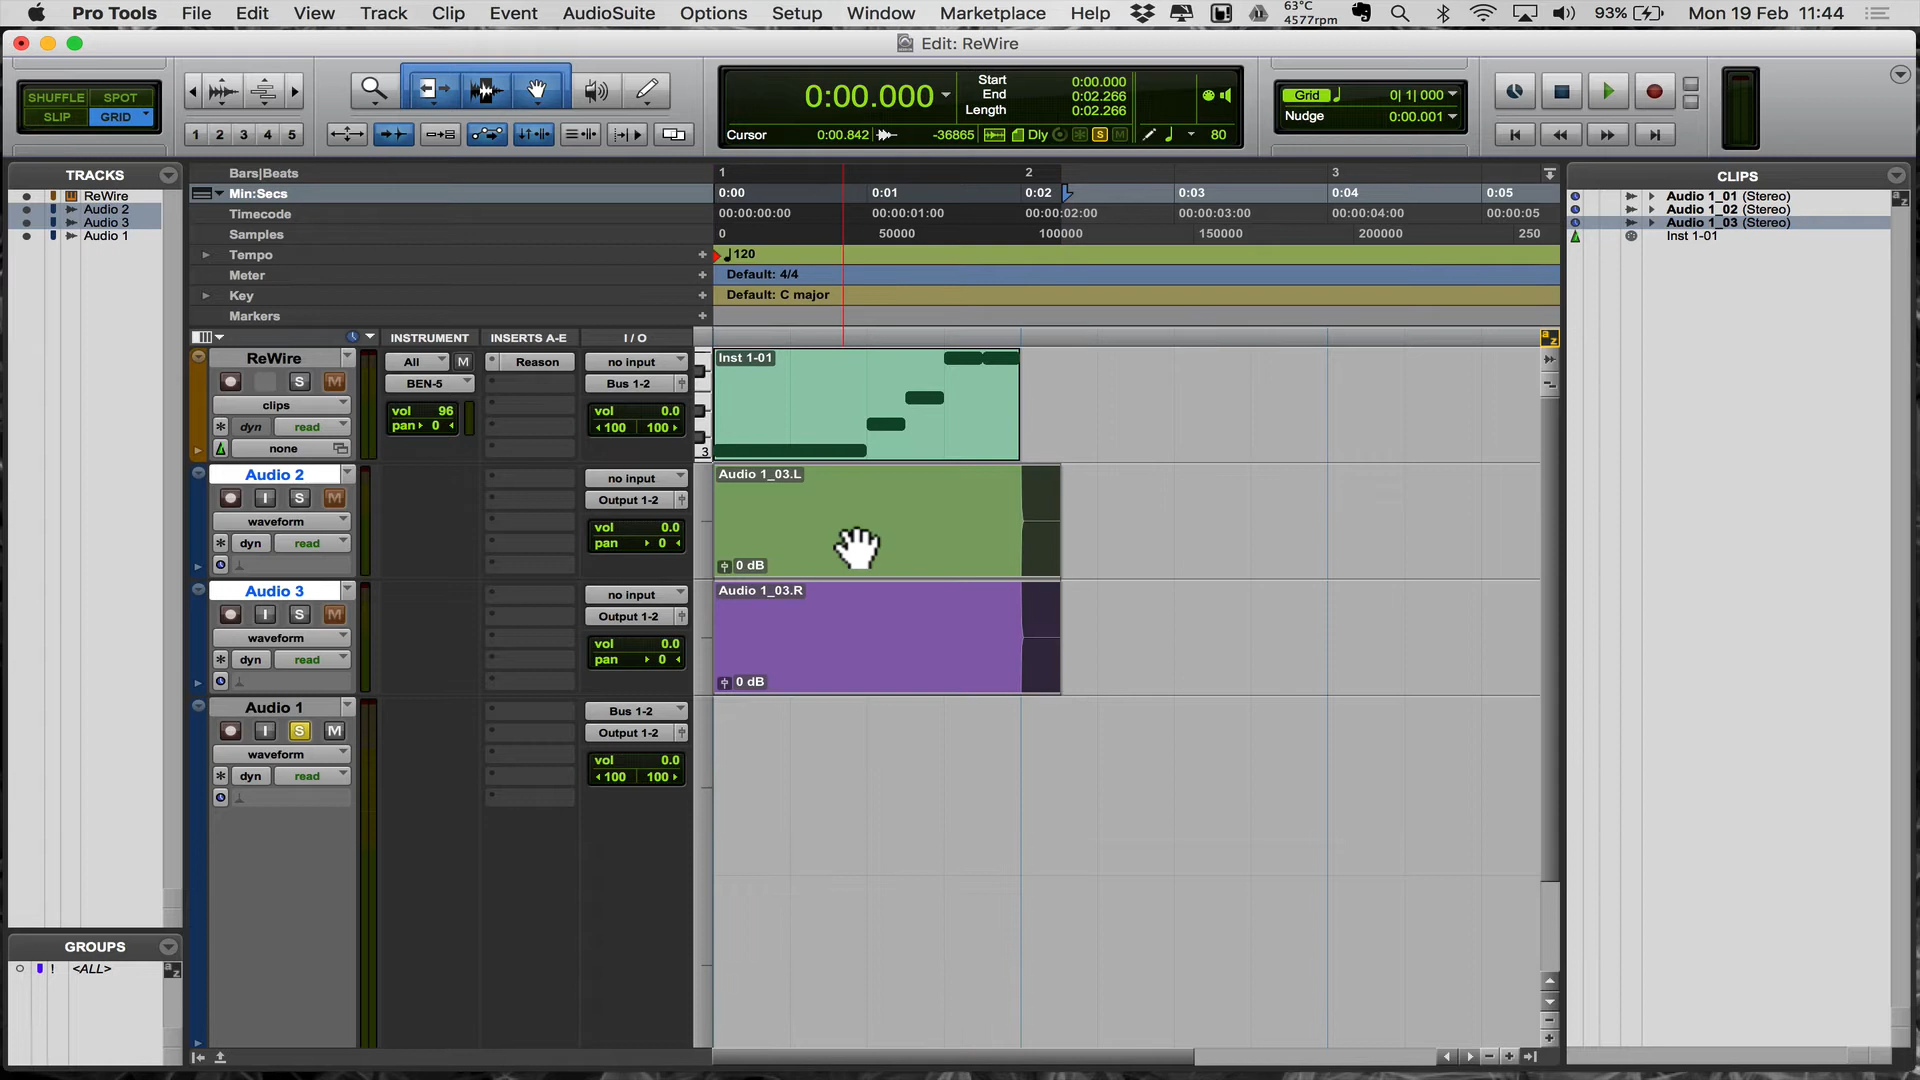 Pro Tools File Edit View Track Clip Event AudioSuite Options Setup Window Marketplace Help 63°C 4577rpm 93% Mon 19 Feb 11:44
Edit: ReWire
SHUFFLE SPOT
SLIP GRID
1 2 3 4 5
0:00.000
Start 0:00.000
End 0:02.266
Length 0:02.266
Cursor 0:00.842 -36865 Dly S M 80
Grid 0| 1| 000
Nudge 0:00.001
TRACKS
ReWire
Audio 2
Audio 3
Audio 1
GROUPS
! <ALL>
Bars|Beats 1 2 3
Min:Secs 0:00 0:01 0:02 0:03 0:04 0:05
Timecode 00:00:00:00 00:00:01:00 00:00:02:00 00:00:03:00 00:00:04:00 00:00:05
Samples 0 50000 100000 150000 200000 250
Tempo 120
Meter Default: 4/4
Key Default: C major
Markers
INSTRUMENT INSERTS A-E I / O
ReWire All M Reason no input
S M BEN-5 Bus 1-2
clips vol 96 vol 0.0
dyn read pan 0 100 100
none
Inst 1-01
3
Audio 2 no input
I S M Output 1-2
waveform vol 0.0
dyn read pan 0
Audio 1_03.L
0 dB
Audio 3 no input
I S M Output 1-2
waveform vol 0.0
dyn read pan 0
Audio 1_03.R
0 dB
Audio 1 Bus 1-2
I S M Output 1-2
waveform vol 0.0
dyn read 100 100
CLIPS
Audio 1_01 (Stereo)
Audio 1_02 (Stereo)
Audio 1_03 (Stereo)
Inst 1-01